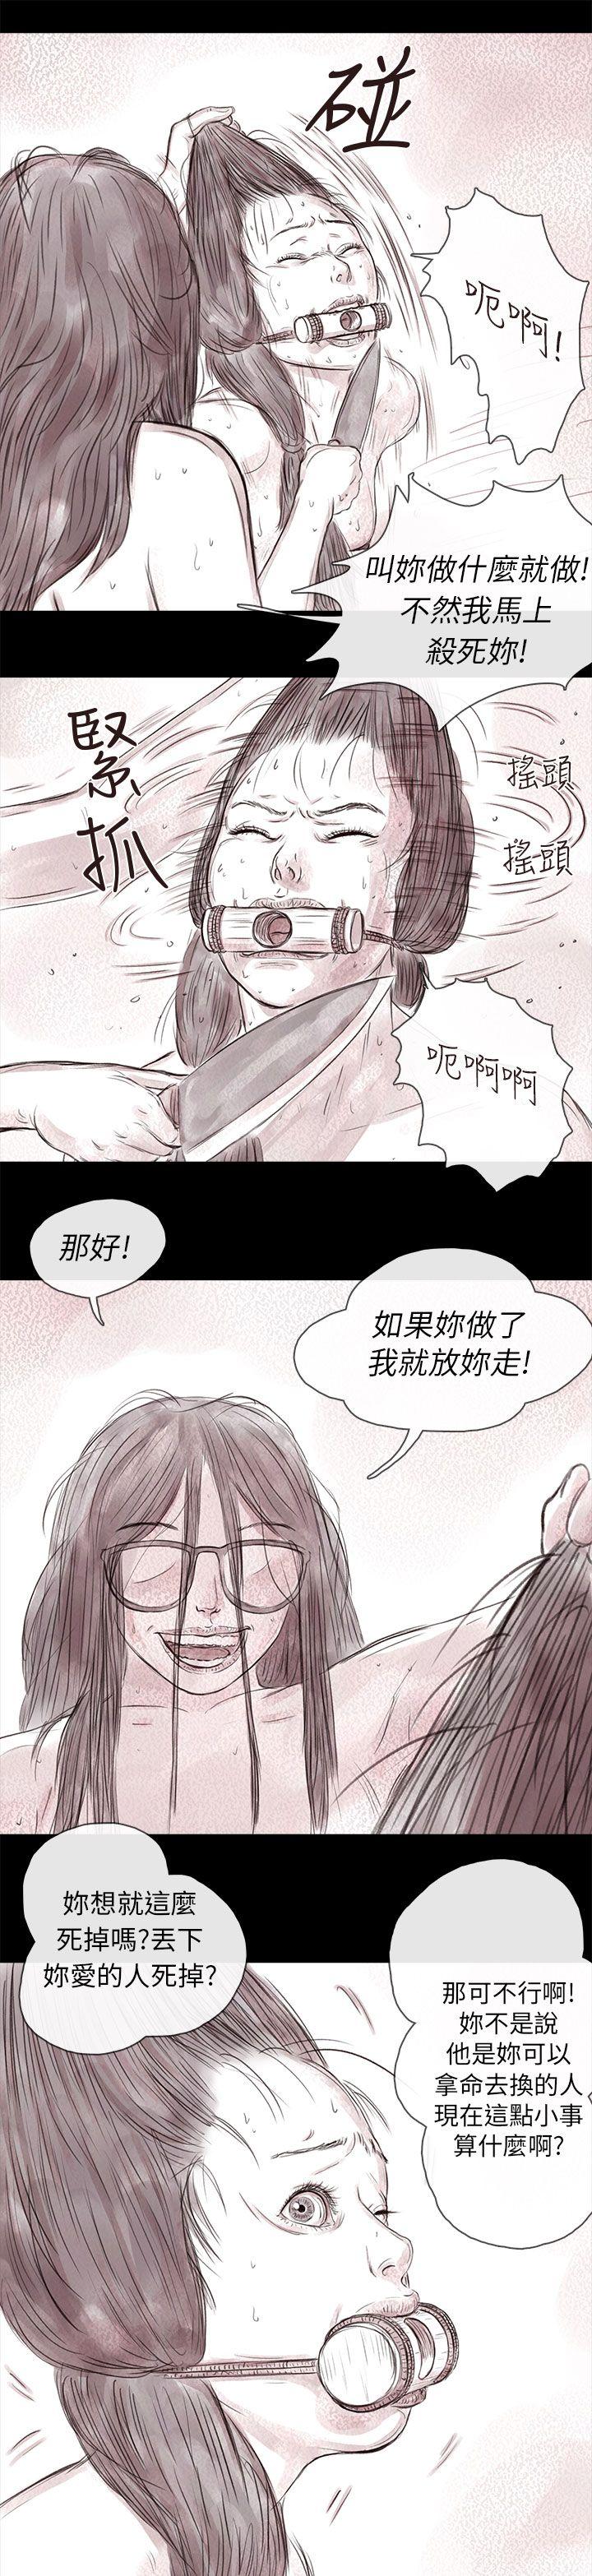 碰
呃啊!
叫妳做什麼就做!
不然我馬上
殺死妳!
緊
抓
搖頭
搖頭
呃啊啊
那好!
如果妳做了
我就放妳走!
妳想就這麼
死掉嗎?丟下
妳愛的人死掉?
那可不行啊!
妳不是說
他是妳可以
拿命去換的人
現在這點小事
算什麼啊?